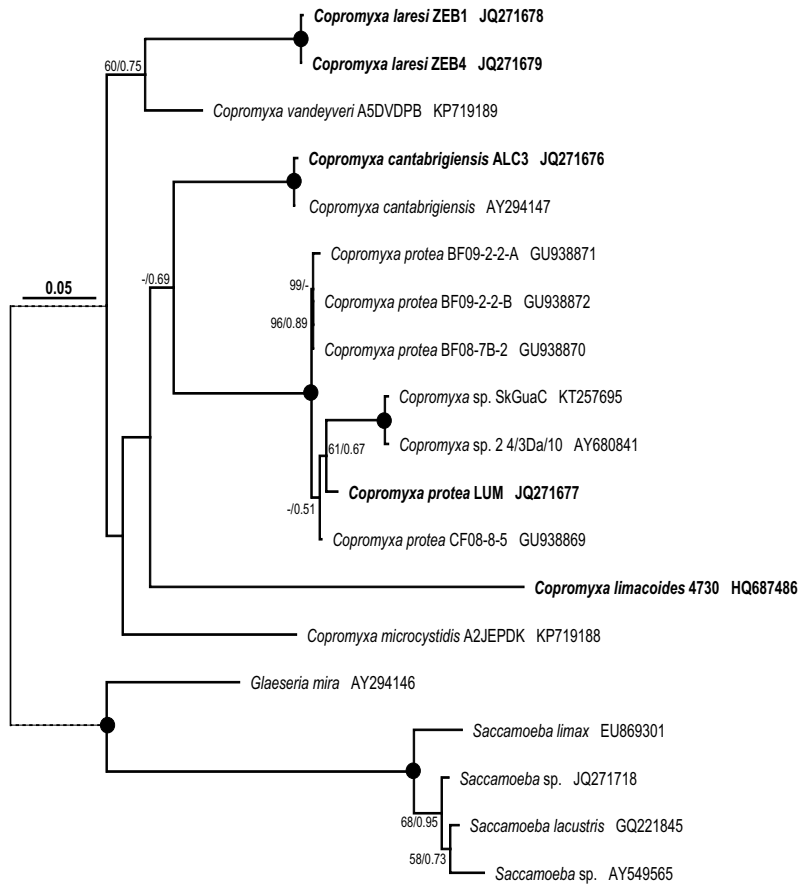 Copromyxa laresi ZEB1 JQ271678
Copromyxa laresi ZEB4 JQ271679
60/0.75
Copromyxa vandeyveri A5DVDPB KP719189
Copromyxa cantabrigiensis ALC3 JQ271676
Copromyxa cantabrigiensis AY294147
Copromyxa protea BF09-2-2-A GU938871
-/0.69
99/-
0.05
Copromyxa protea BF09-2-2-B GU938872
96/0.89
Copromyxa protea BF08-7B-2 GU938870
Copromyxa sp. SkGuaC KT257695
Copromyxa sp. 2 4/3Da/10 AY680841
61/0.67
Copromyxa protea LUM JQ271677
-/0.51
Copromyxa protea CF08-8-5 GU938869
Copromyxa limacoides 4730 HQ687486
Copromyxa microcystidis A2JEPDK KP719188
Glaeseria mira AY294146
Saccamoeba limax EU869301
Saccamoeba sp. JQ271718
68/0.95
Saccamoeba lacustris GQ221845
58/0.73
Saccamoeba sp. AY549565